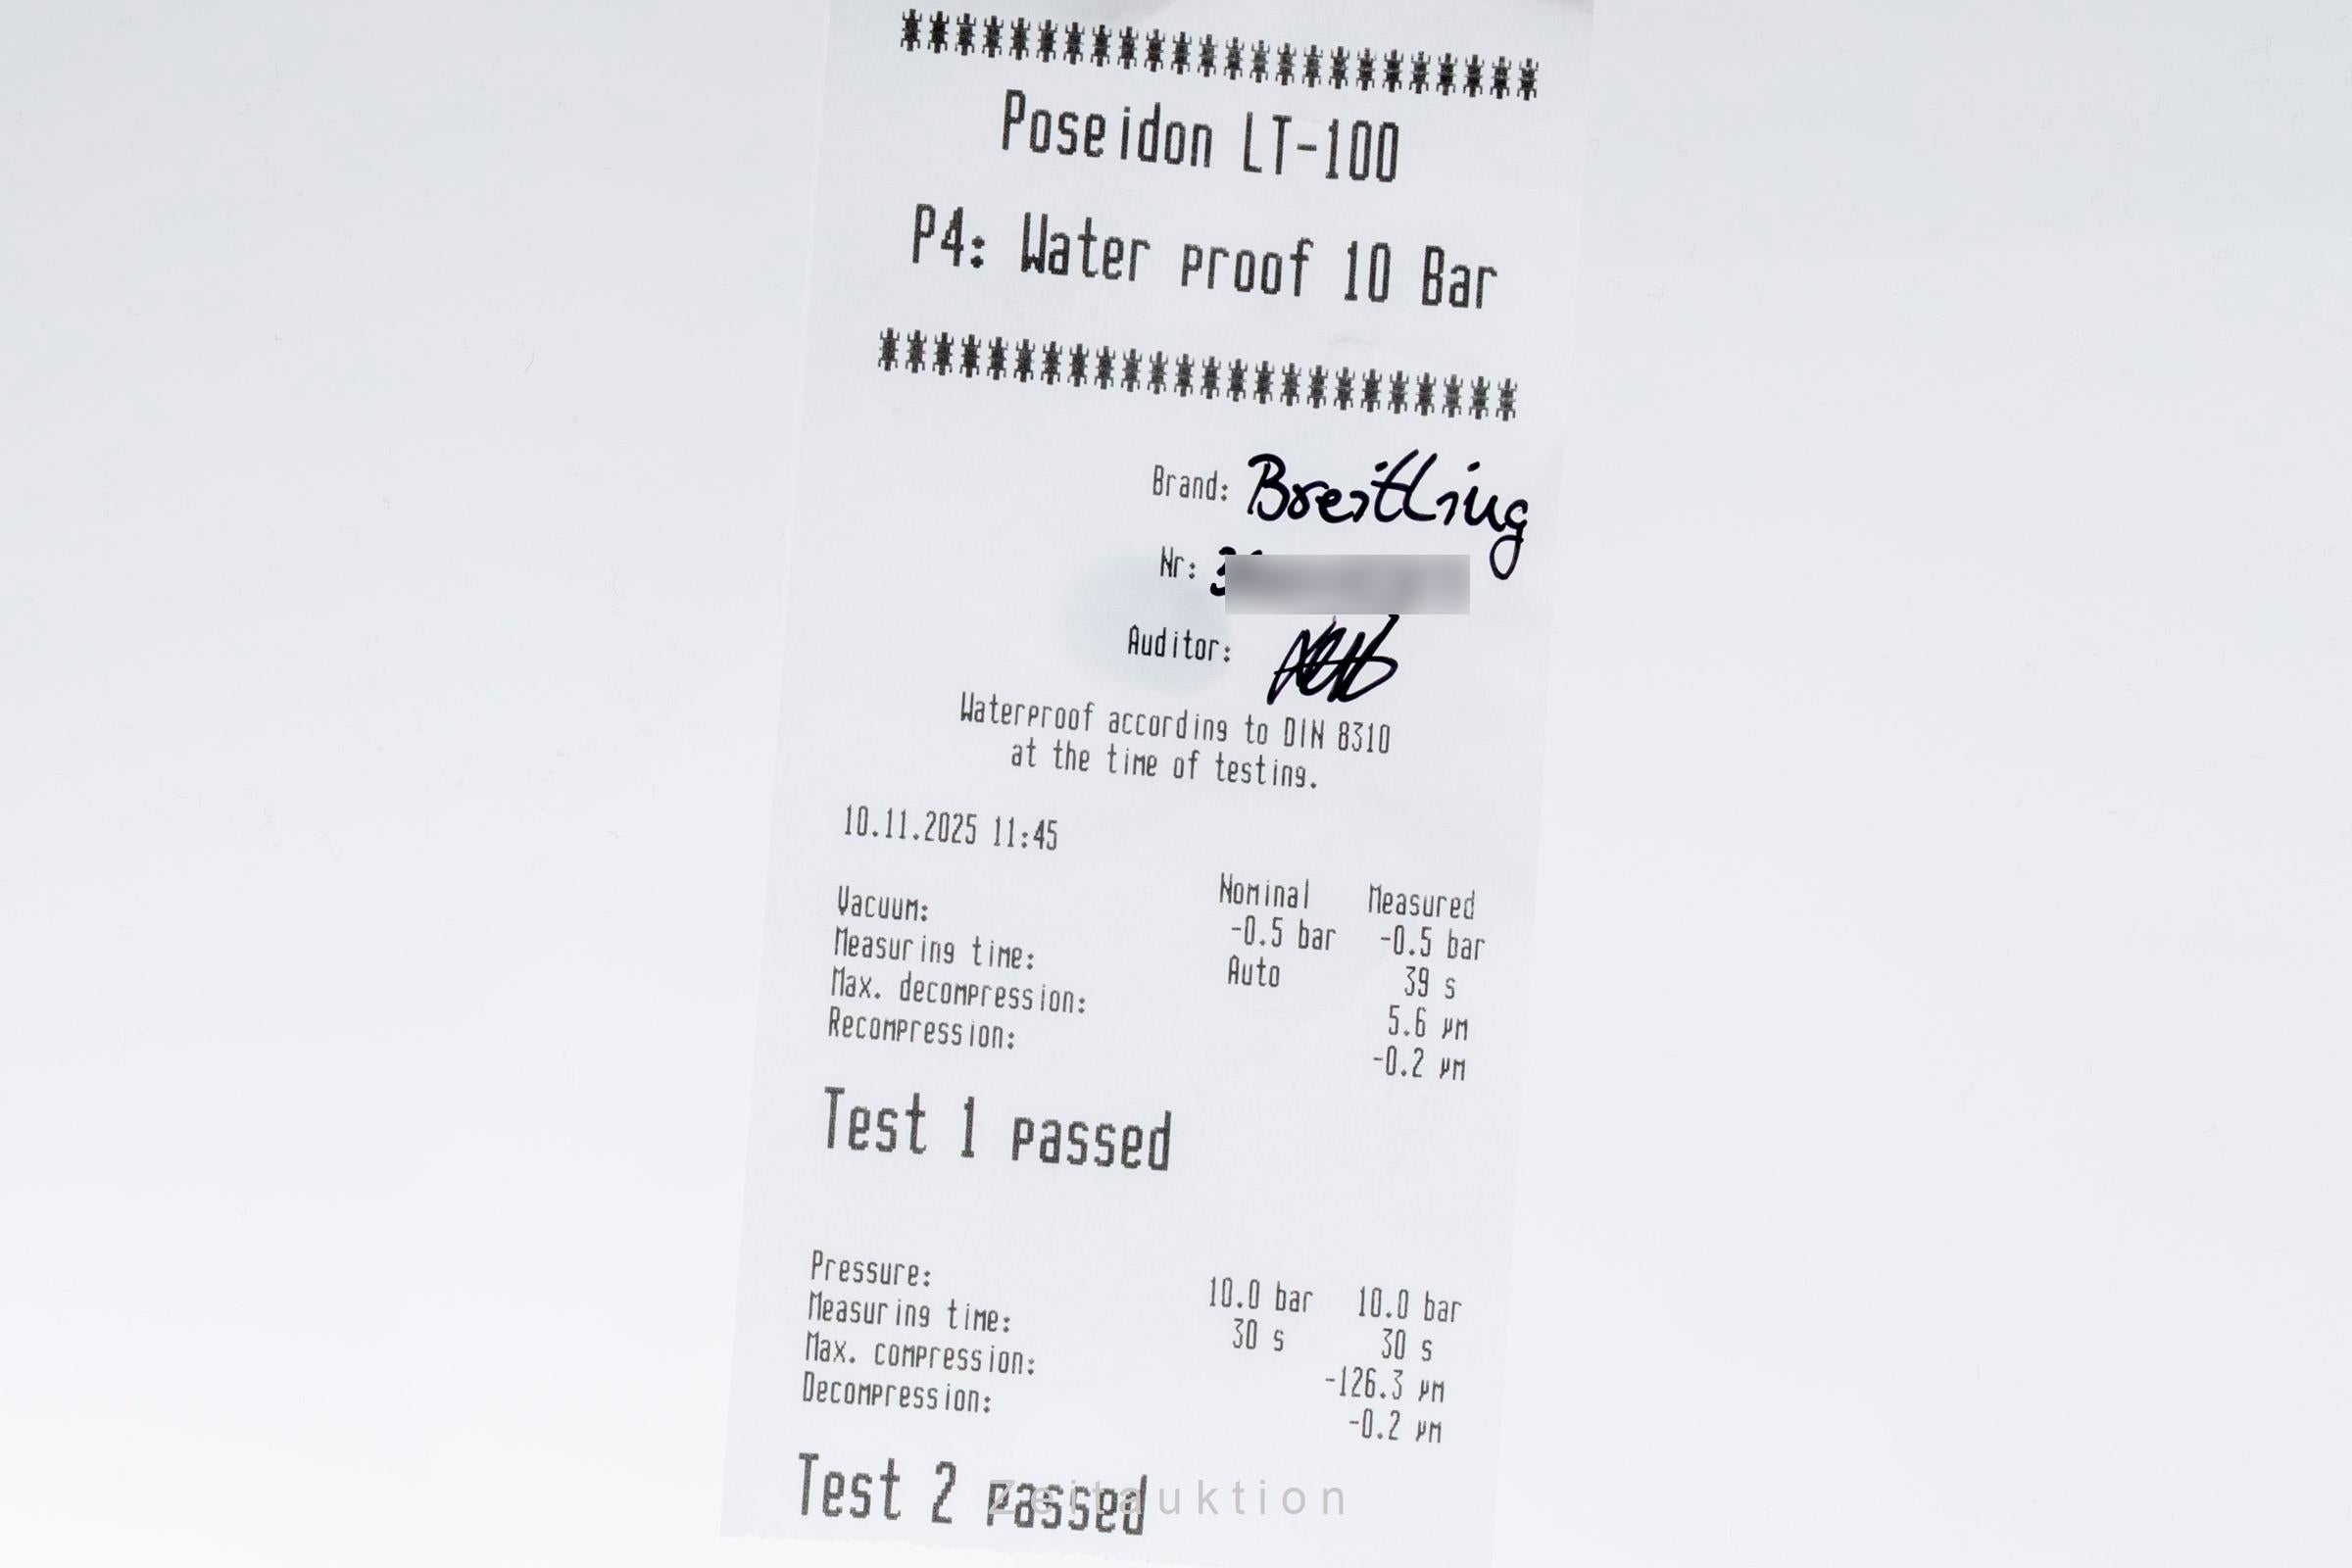 Poseidon LT-100
P4: Water proof 10 Bar
Brand: Breitling
Nr: 3
Auditor:
Waterproof according to DIN 8310
at the time of testing.
10.11.2025 11:45
Nominal Measured
Vacuum: -0.5 bar -0.5 bar
Measuring time: Auto 39 s
Max. decompression: 5.6 µm
Recompression: -0.2 µm
Test 1 passed
Pressure: 10.0 bar 10.0 bar
Measuring time: 30 s 30 s
Max. compression: -126.3 µm
Decompression: -0.2 µm
Test 2 passed
Zeitauktion